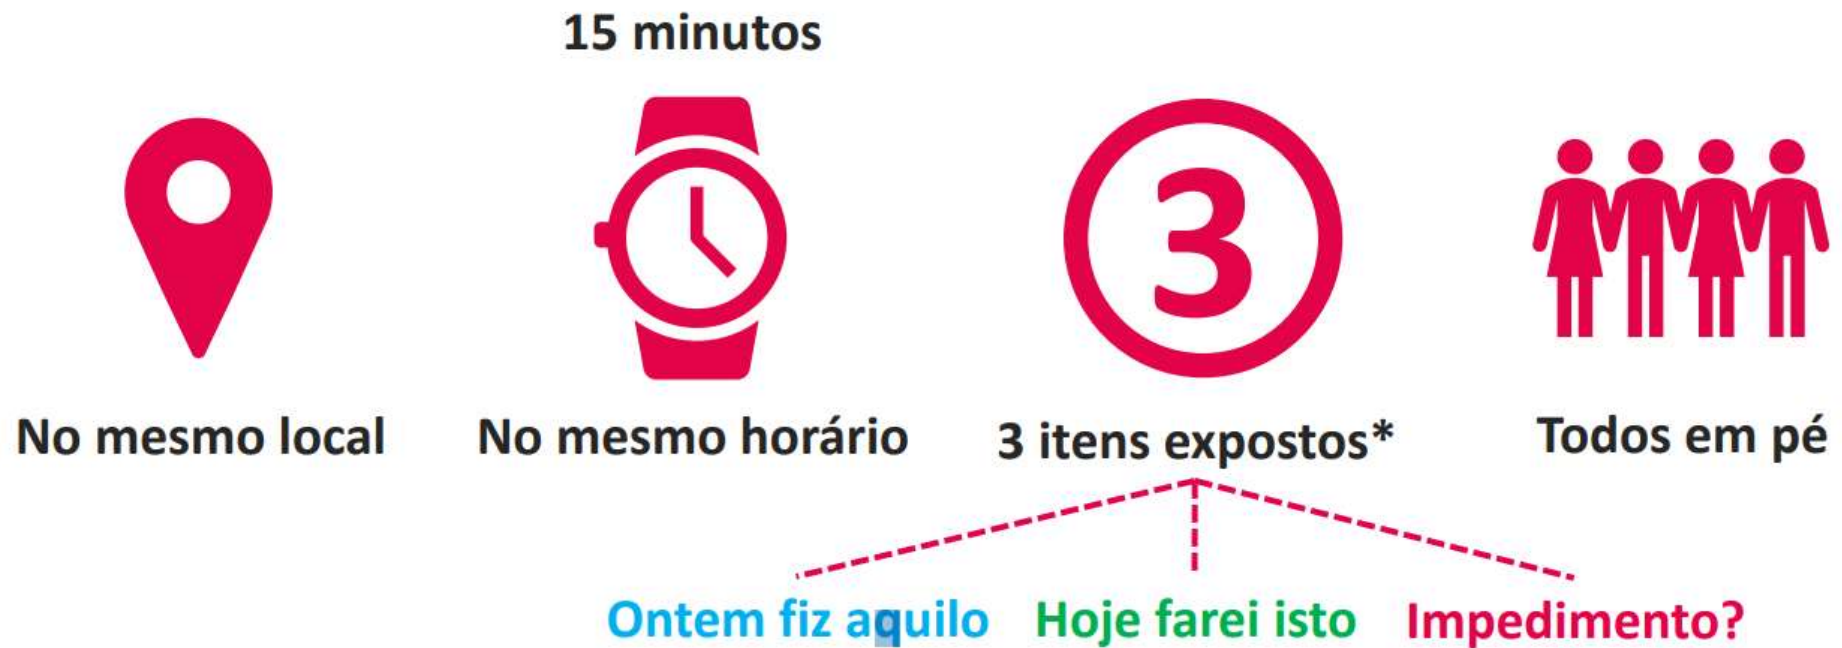 15 minutos
3
No mesmo local
No mesmo horário
3 itens expostos*
Todos em pé
Ontem fiz aquilo
Hoje farei isto
Impedimento?